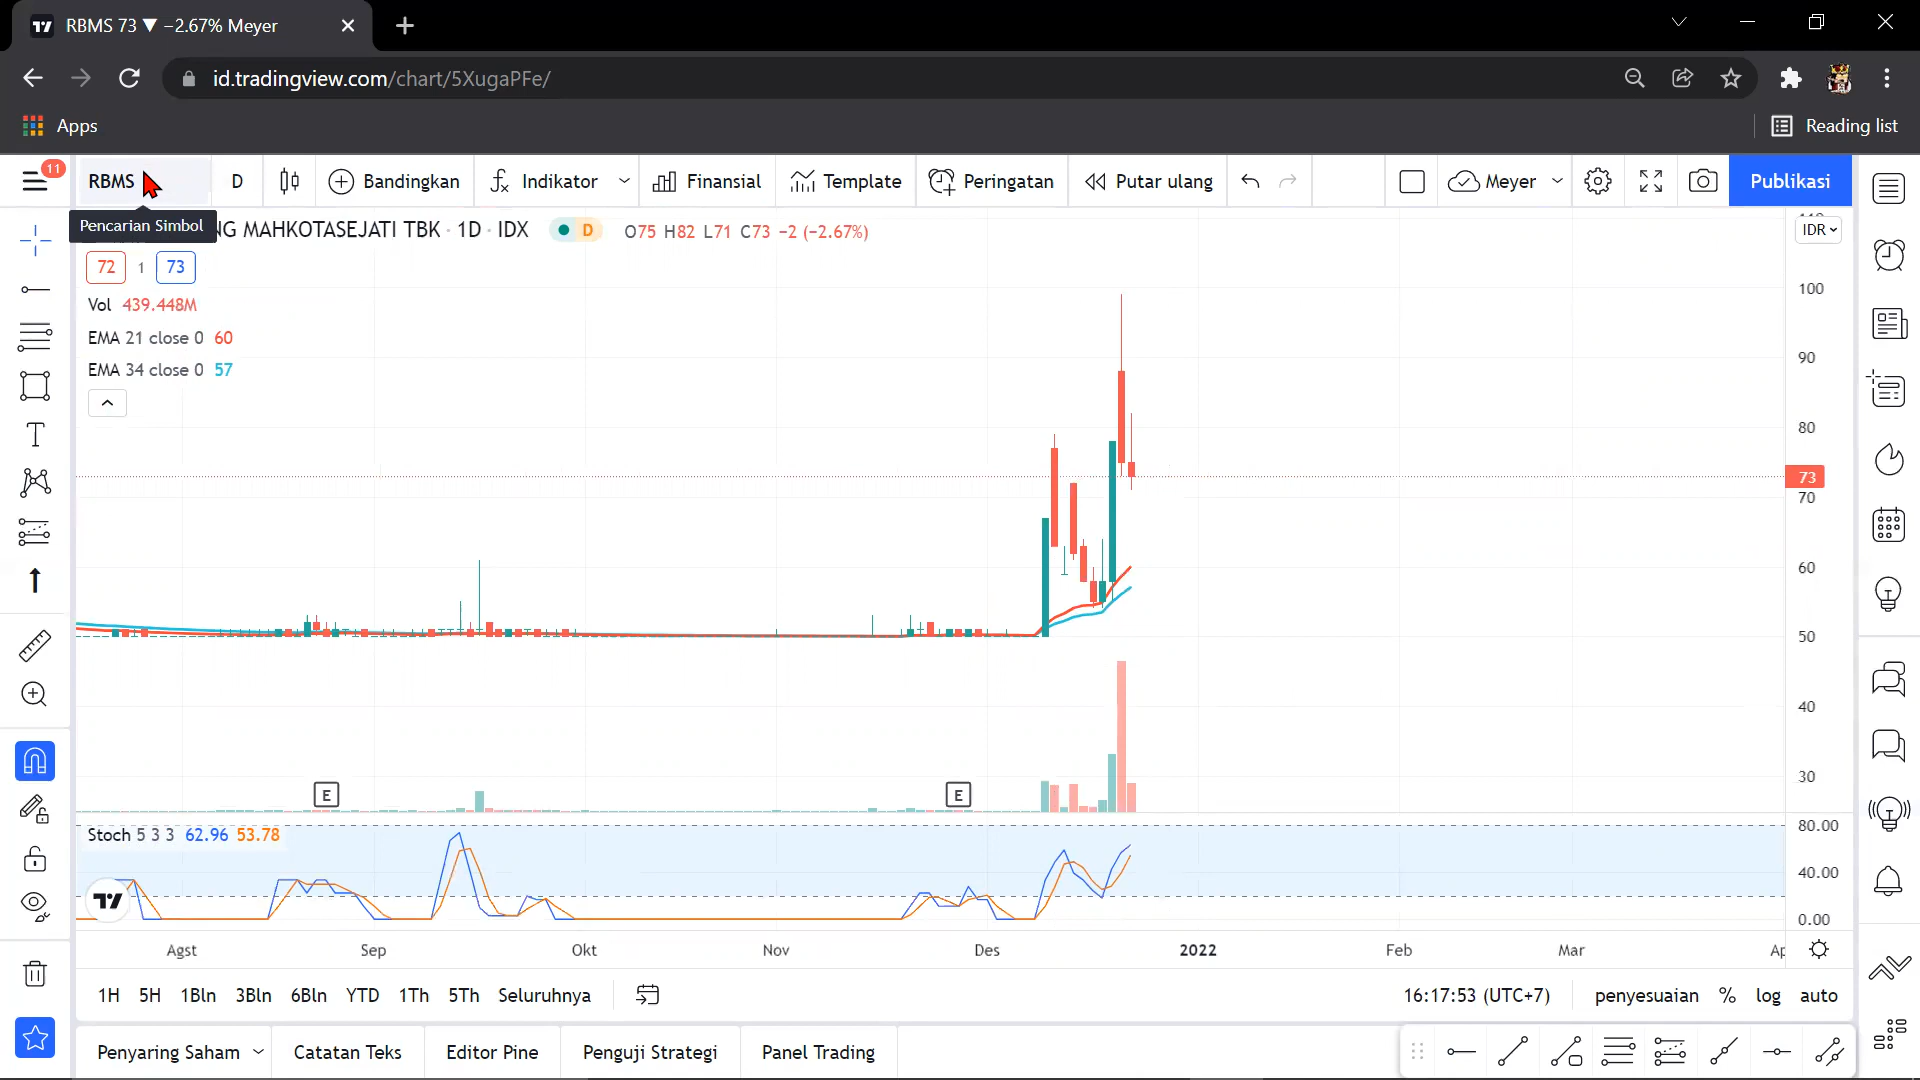 RBMS 73 ▼ −2.67% Meyer
id.tradingview.com/chart/5XugaPFe/
Apps
Reading list
11
RBMS D Bandingkan Indikator Finansial Template Peringatan Putar ulang Meyer Publikasi
Pencarian Simbol
NG MAHKOTASEJATI TBK · 1D · IDX D O75 H82 L71 C73 −2 (−2.67%)
IDR
72 1 73
Vol 439.448M
EMA 21 close 0 60
EMA 34 close 0 57
100
90
80
73
70
60
50
40
30
E E
Stoch 5 3 3 62.96 53.78
80.00
40.00
0.00
Agst Sep Okt Nov Des 2022 Feb Mar
1H 5H 1Bln 3Bln 6Bln YTD 1Th 5Th Seluruhnya 16:17:53 (UTC+7) penyesuaian % log auto
Penyaring Saham Catatan Teks Editor Pine Penguji Strategi Panel Trading